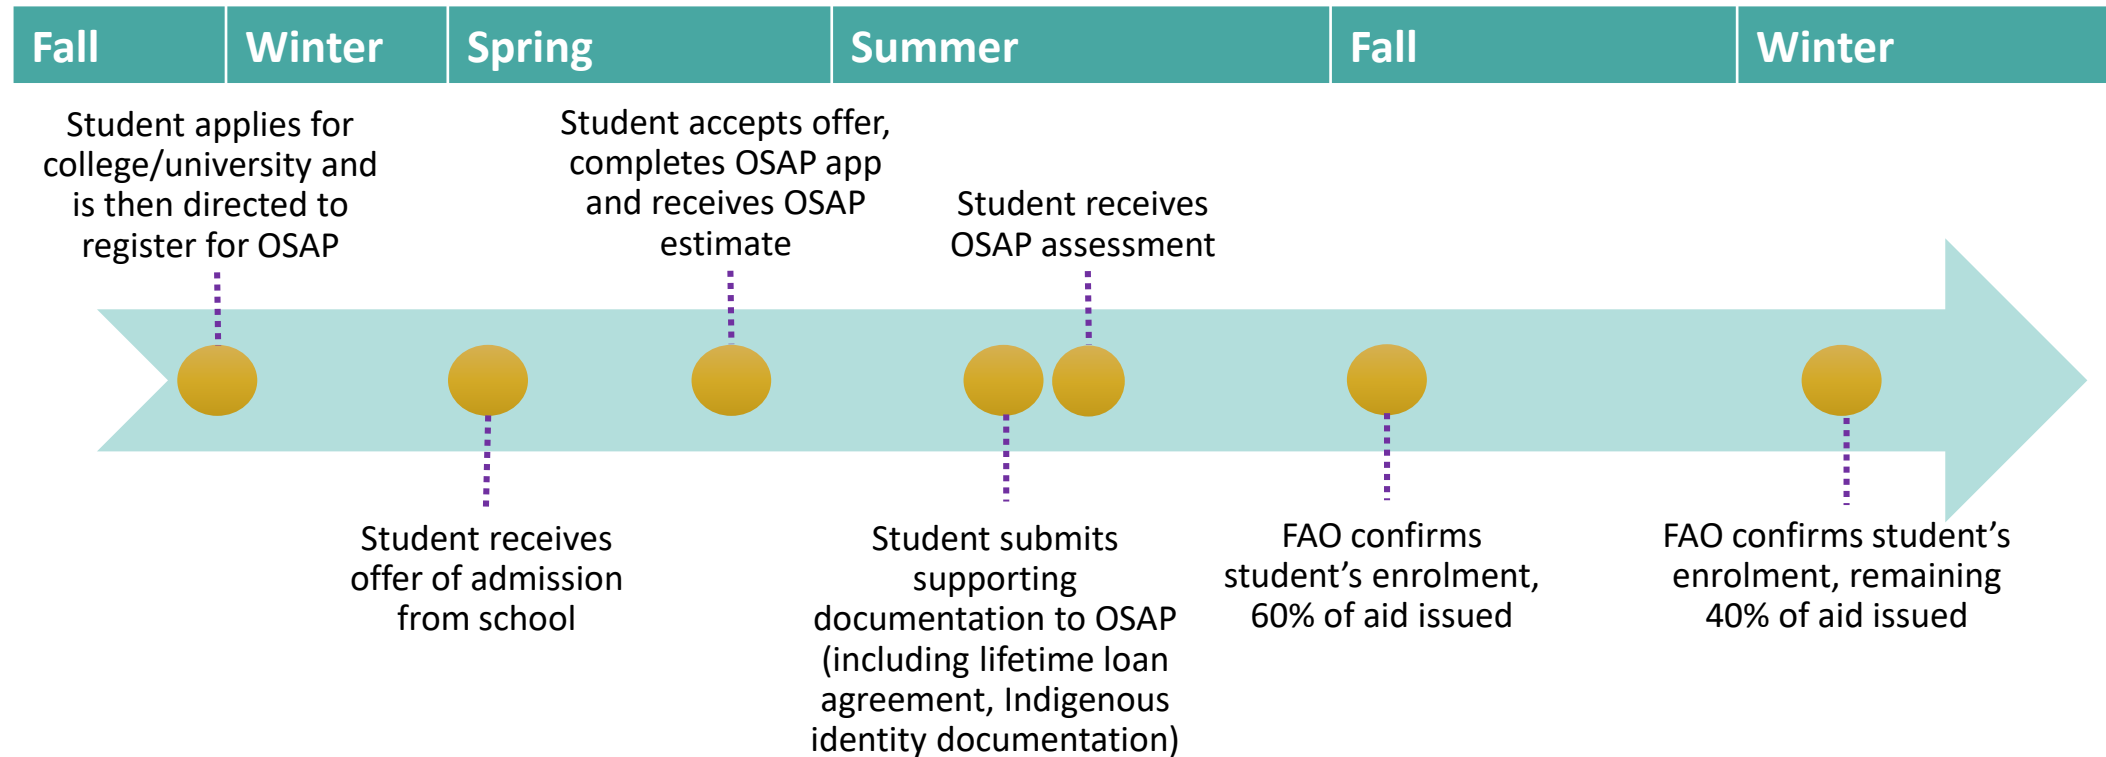 Fall
Winter
Spring
Summer
Fall
Winter
Student applies for
college/university and
is then directed to
register for OSAP
Student accepts offer,
completes OSAP app
and receives OSAP
estimate
Student receives
OSAP assessment
Student receives
offer of admission
from school
Student submits
supporting
documentation to OSAP
(including lifetime loan
agreement, Indigenous
identity documentation)
FAO confirms
student’s enrolment,
60% of aid issued
FAO confirms student’s
enrolment, remaining
40% of aid issued